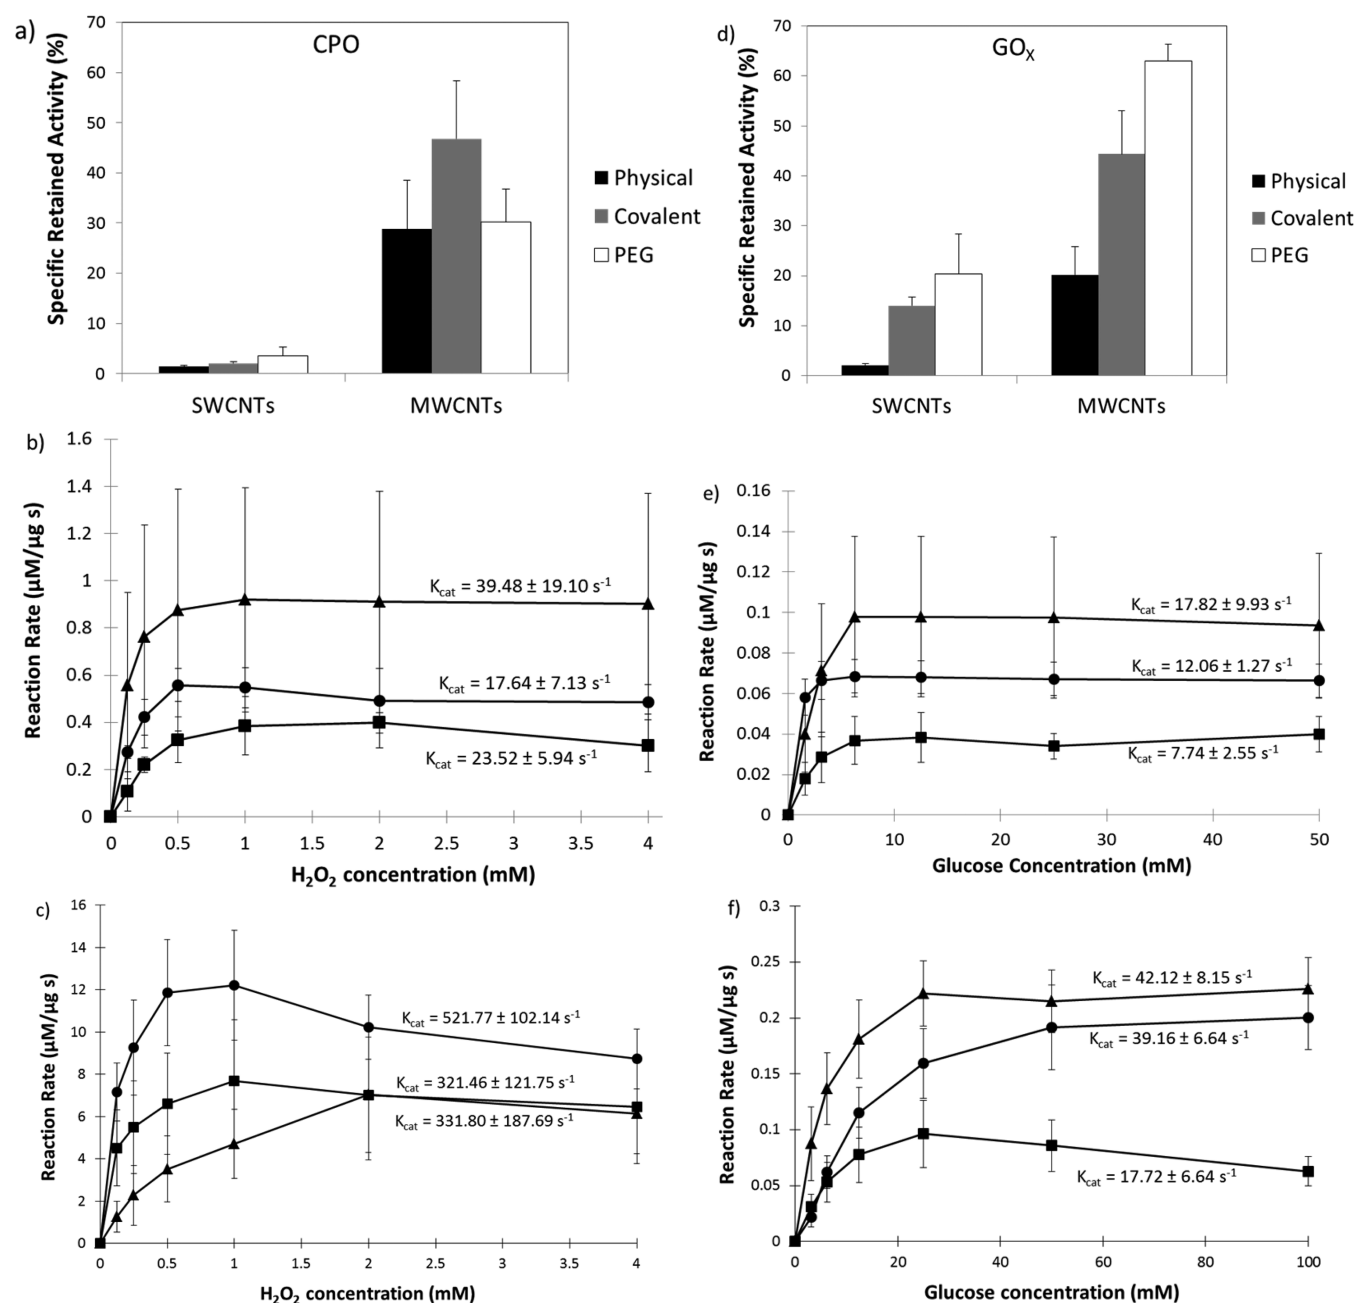 a)
CPO
Specific Retained Activity (%)
70
60
50
40
30
20
10
0
SWCNTs
MWCNTs
Physical
Covalent
PEG
d)
GOX
Specific Retained Activity (%)
70
60
50
40
30
20
10
0
SWCNTs
MWCNTs
Physical
Covalent
PEG
b)
Reaction Rate (μM/μg s)
1.6
1.4
1.2
1
0.8
0.6
0.4
0.2
0
Kcat = 39.48 ± 19.10 s-1
Kcat = 17.64 ± 7.13 s-1
Kcat = 23.52 ± 5.94 s-1
0 0.5 1 1.5 2 2.5 3 3.5 4
H2O2 concentration (mM)
e)
Reaction Rate (μM/μg s)
0.16
0.14
0.12
0.1
0.08
0.06
0.04
0.02
0
Kcat = 17.82 ± 9.93 s-1
Kcat = 12.06 ± 1.27 s-1
Kcat = 7.74 ± 2.55 s-1
0 10 20 30 40 50
Glucose Concentration (mM)
c)
Reaction Rate (μM/μg s)
16
14
12
10
8
6
4
2
0
Kcat = 521.77 ± 102.14 s-1
Kcat = 321.46 ± 121.75 s-1
Kcat = 331.80 ± 187.69 s-1
0 0.5 1 1.5 2 2.5 3 3.5 4
H2O2 concentration (mM)
f)
Reaction Rate (μM/μg s)
0.3
0.25
0.2
0.15
0.1
0.05
0
Kcat = 42.12 ± 8.15 s-1
Kcat = 39.16 ± 6.64 s-1
Kcat = 17.72 ± 6.64 s-1
0 20 40 60 80 100
Glucose concentration (mM)